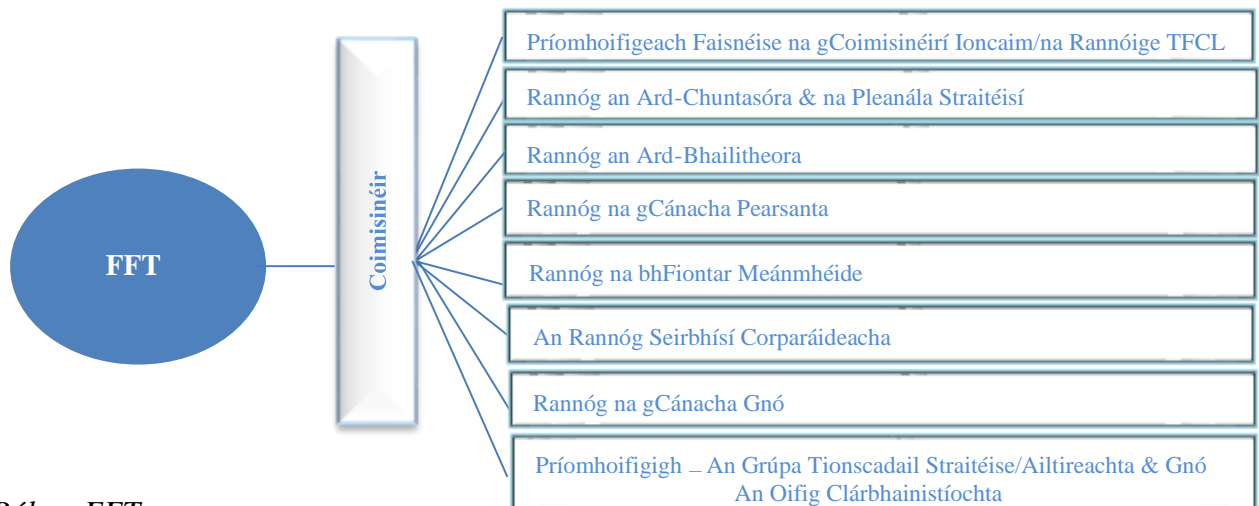 FFT
Coimisinéir
Príomhoifigeach Faisnéise na gCoimisinéirí Ioncaim/na Rannóige TFCL
Rannóg an Ard-Chuntasóra & na Pleanála Straitéisí
Rannóg an Ard-Bhailitheora
Rannóg na gCánacha Pearsanta
Rannóg na bhFiontar Meánmhéide
An Rannóg Seirbhísí Corparáideacha
Rannóg na gCánacha Gnó
Príomhoifigigh – An Grúpa Tionscadail Straitéise/Ailtireachta & Gnó
An Oifig Clárbhainistíochta